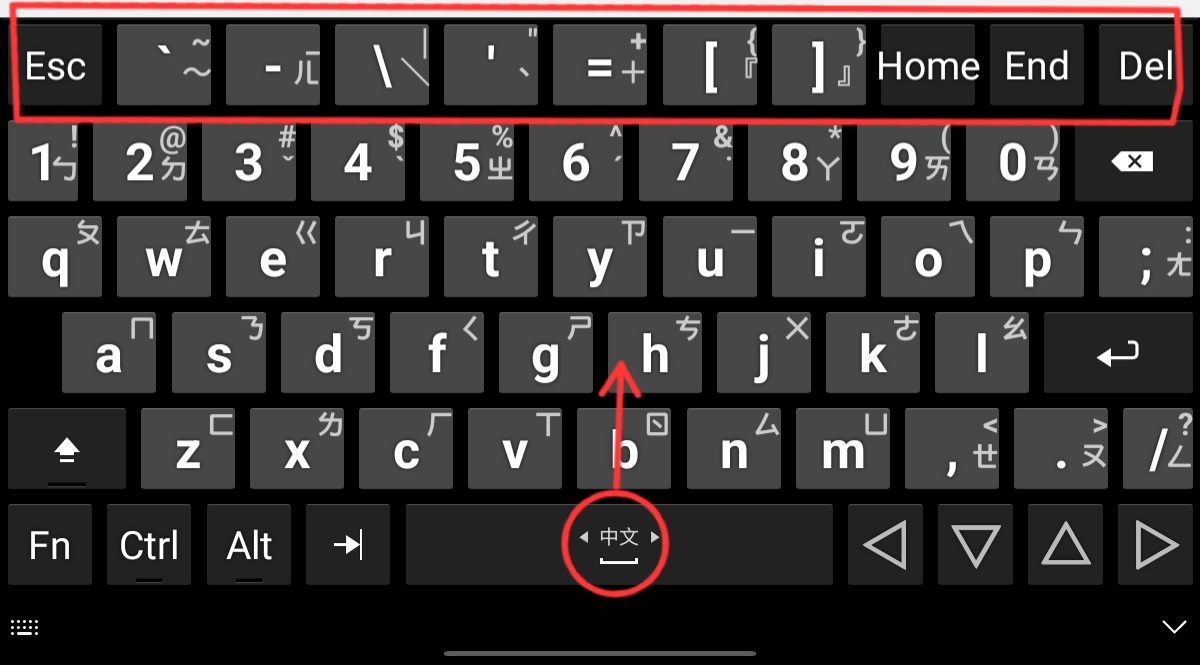 Esc ` ~ ～ - ㄦ \ | ＼ ' " 、 = + ＋ [ { 『 ] } 』 Home End Del
1 ! ㄅ 2 @ ㄉ 3 # ˇ 4 $ ˋ 5 % ㄓ 6 ^ ˊ 7 & ˙ 8 * ㄚ 9 ( ㄞ 0 ) ㄢ
q ㄆ w ㄊ e ㄍ r ㄐ t ㄔ y ㄗ u ㄧ i ㄛ o ㄟ p ㄣ ; : ㄤ
a ㄇ s ㄋ d ㄎ f ㄑ g ㄕ h ㄘ j ㄨ k ㄜ l ㄠ
z ㄈ x ㄌ c ㄏ v ㄒ b ㄖ n ㄙ m ㄩ , < ㄝ . > ㄡ / ? ㄥ
Fn Ctrl Alt 中文